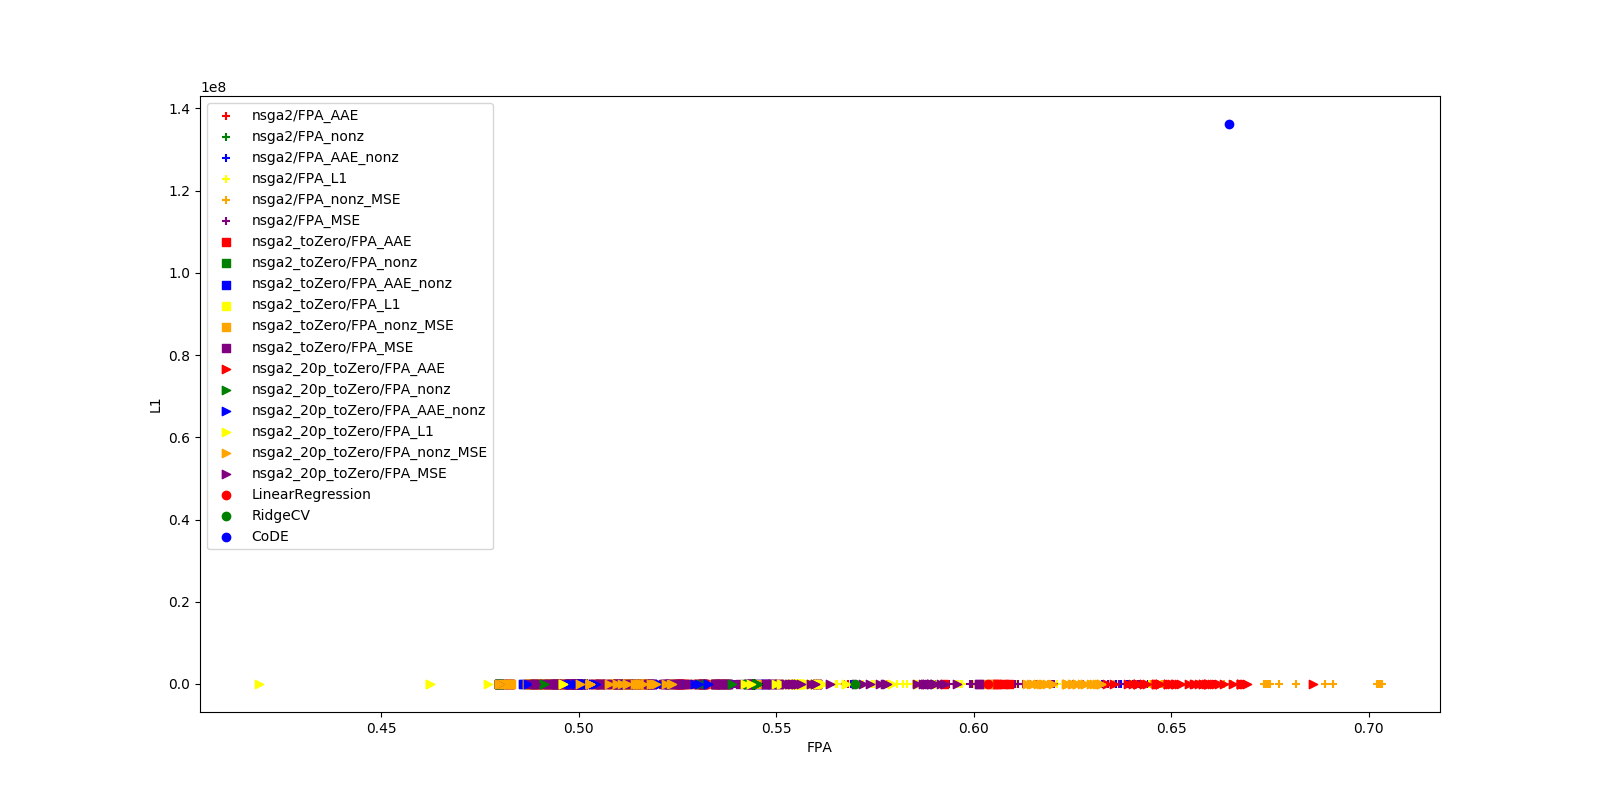 1e8
1.4
1.2
1.0
0.8
0.6
0.4
0.2
0.0
L1
nsga2/FPA_AAE
nsga2/FPA_nonz
nsga2/FPA_AAE_nonz
nsga2/FPA_L1
nsga2/FPA_nonz_MSE
nsga2/FPA_MSE
nsga2_toZero/FPA_AAE
nsga2_toZero/FPA_nonz
nsga2_toZero/FPA_AAE_nonz
nsga2_toZero/FPA_L1
nsga2_toZero/FPA_nonz_MSE
nsga2_toZero/FPA_MSE
nsga2_20p_toZero/FPA_AAE
nsga2_20p_toZero/FPA_nonz
nsga2_20p_toZero/FPA_AAE_nonz
nsga2_20p_toZero/FPA_L1
nsga2_20p_toZero/FPA_nonz_MSE
nsga2_20p_toZero/FPA_MSE
LinearRegression
RidgeCV
CoDE
0.45
0.50
0.55
0.60
0.65
0.70
FPA